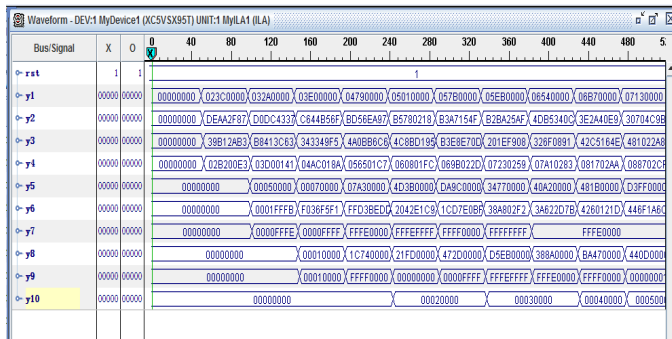 Waveform - DEV:1 MyDevice1 (XC5VSX95T) UNIT:1 MyILA1 (ILA)
Bus/Signal X O 0 40 80 120 160 200 240 280 320 360 400 440 480
rst 1 1 1
y1 00000 00000 00000000 023C0000 032A0000 03E00000 04790000 05010000 057B0000 05EB0000 06540000 06B70000 07130000
y2 00000 00000 00000000 DEAA2F87 D0DC4337 C644B56F BD56EA97 B5780218 B3A7154F B2BA25AF 4DB5340C 3E2A40E9 30704C9B
y3 00000 00000 00000000 39B12AB3 B8413C63 343349F5 4A0BB6C6 4C8BD195 B3E8E70D 201EF908 326F0891 42C5164E 481022A8
y4 00000 00000 00000000 02B200E3 03D00141 04AC018A 056501C7 060801FC 069B022D 07230259 07A10283 081702AA 088702CF
y5 00000 00000 00000000 00050000 00070000 07A30000 4D3B0000 DA9C0000 34770000 40A20000 481B0000 D3FF0000
y6 00000 00000 00000000 0001FFFB F036F5F1 FFD3BEDD 2042E1C9 1CD7E0BF 38A802F2 3A622D7B 4260121D 446F1A6C
y7 00000 00000 00000000 0000FFFE 0000FFFF FFFE0000 FFFEFFFF FFFF0000 FFFFFFFF FFFE0000
y8 00000 00000 00000000 00010000 1C740000 21FD0000 472D0000 D5EB0000 388A0000 BA470000 440D000
y9 00000 00000 00000000 00010000 FFFF0000 00000000 0000FFFF FFFEFFFF FFFE0000 FFFF0000 0000000
y10 00000 00000 00000000 00020000 00030000 00040000 0005000